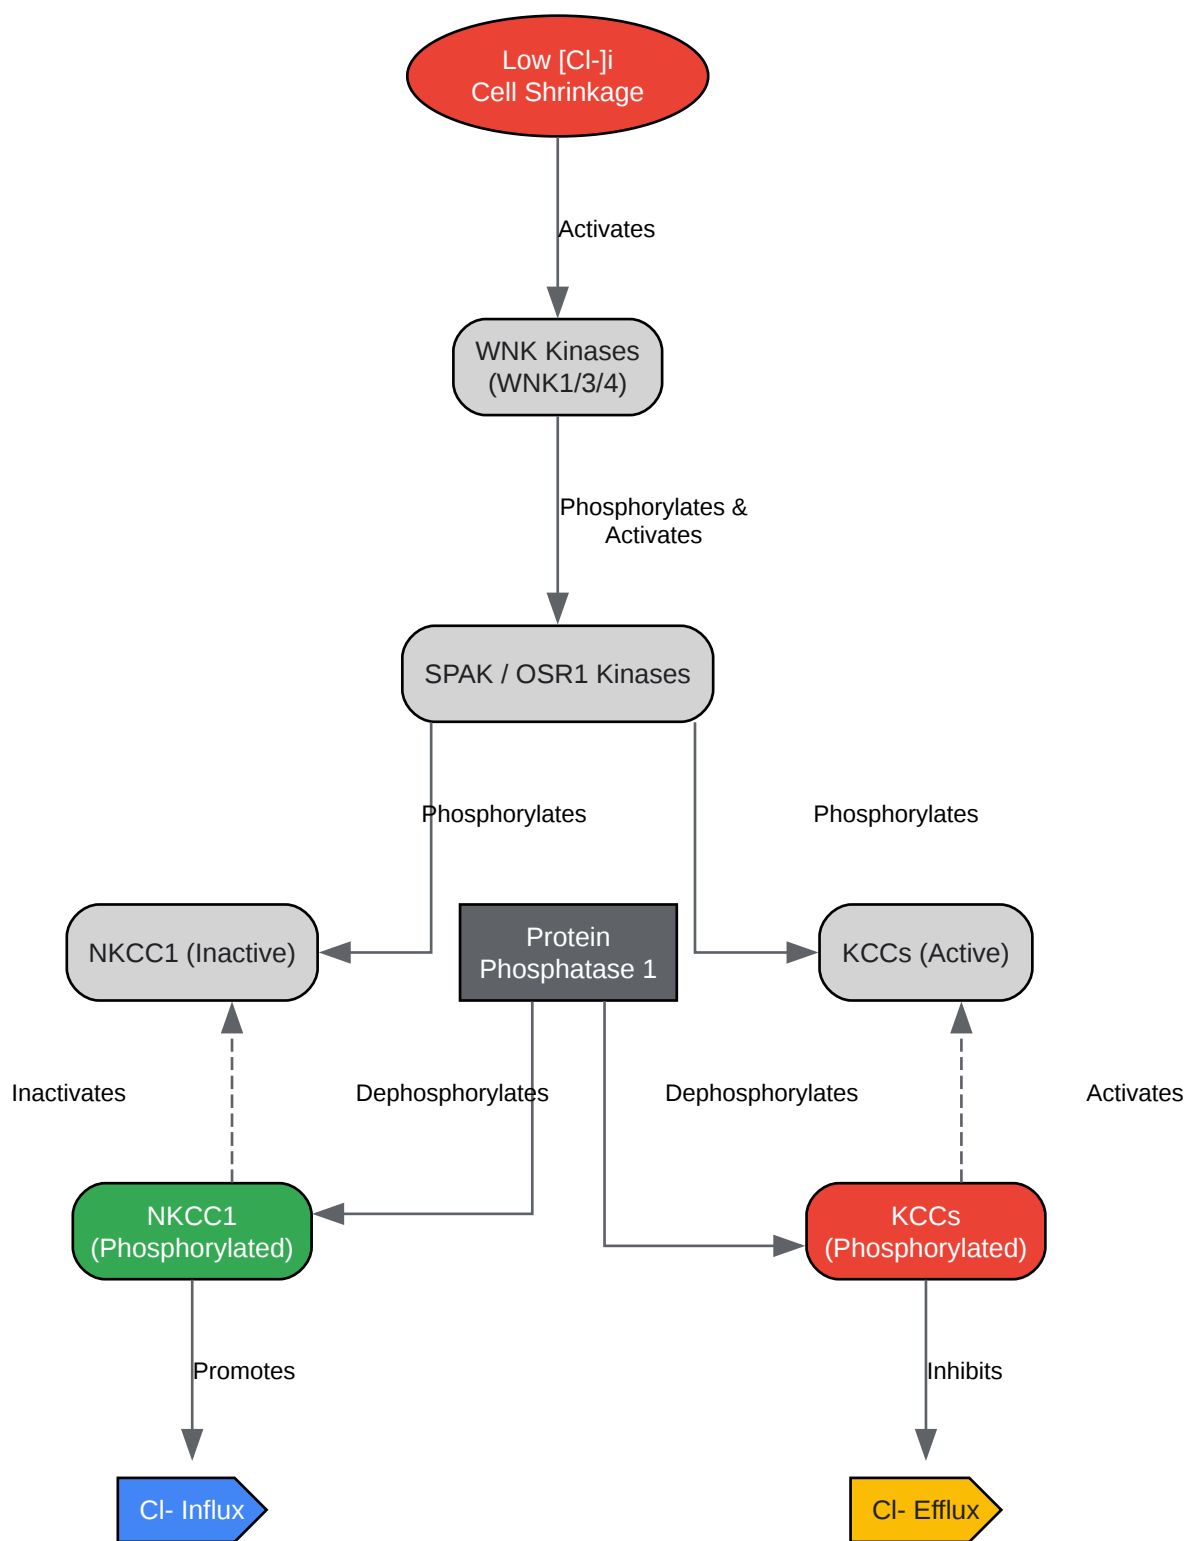 Low [Cl-]i
Cell Shrinkage
Activates
WNK Kinases
(WNK1/3/4)
Phosphorylates &
Activates
SPAK / OSR1 Kinases
Phosphorylates
Phosphorylates
NKCC1 (Inactive)
Protein
Phosphatase 1
KCCs (Active)
Inactivates
Dephosphorylates
Dephosphorylates
Activates
NKCC1
(Phosphorylated)
KCCs
(Phosphorylated)
Promotes
Inhibits
Cl- Influx
Cl- Efflux